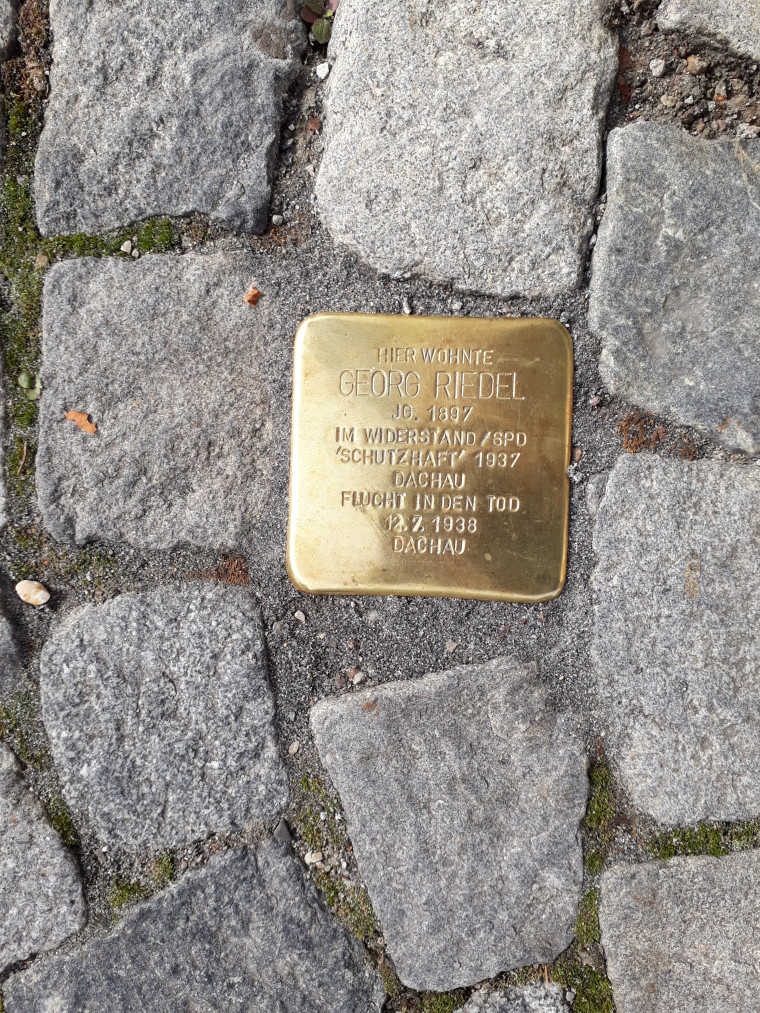 HIER WOHNTE
GEORG RIEDEL
JG. 1897
IM WIDERSTAND/SPD
'SCHUTZHAFT' 1937
DACHAU
FLUCHT IN DEN TOD
12.7.1938
DACHAU